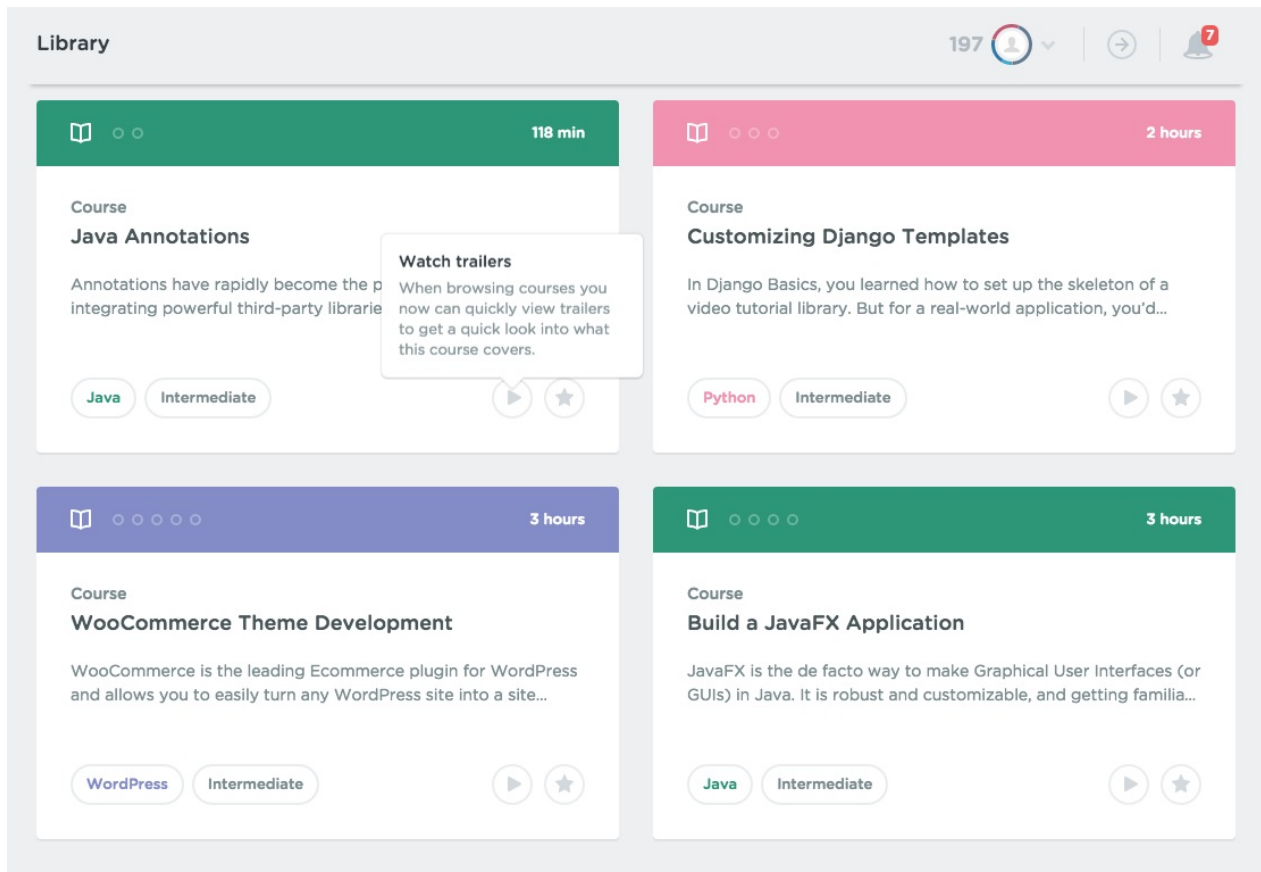 Library
197
7
118 min
Course
Java Annotations
Annotations have rapidly become the p
integrating powerful third-party librarie
Watch trailers
When browsing courses you
now can quickly view trailers
to get a quick look into what
this course covers.
Java
Intermediate
2 hours
Course
Customizing Django Templates
In Django Basics, you learned how to set up the skeleton of a
video tutorial library. But for a real-world application, you’d...
Python
Intermediate
3 hours
Course
WooCommerce Theme Development
WooCommerce is the leading Ecommerce plugin for WordPress
and allows you to easily turn any WordPress site into a site...
WordPress
Intermediate
3 hours
Course
Build a JavaFX Application
JavaFX is the de facto way to make Graphical User Interfaces (or
GUIs) in Java. It is robust and customizable, and getting familia...
Java
Intermediate